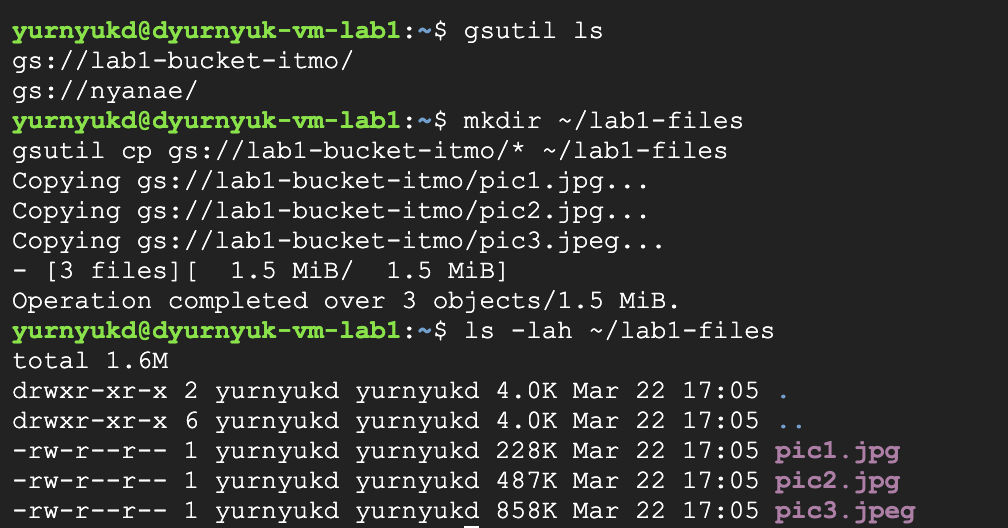 yurnyukd@dyurnyuk-vm-lab1:~$ gsutil ls
gs://lab1-bucket-itmo/
gs://nyanae/
yurnyukd@dyurnyuk-vm-lab1:~$ mkdir ~/lab1-files
gsutil cp gs://lab1-bucket-itmo/* ~/lab1-files
Copying gs://lab1-bucket-itmo/pic1.jpg...
Copying gs://lab1-bucket-itmo/pic2.jpg...
Copying gs://lab1-bucket-itmo/pic3.jpeg...
- [3 files][  1.5 MiB/  1.5 MiB]
Operation completed over 3 objects/1.5 MiB.
yurnyukd@dyurnyuk-vm-lab1:~$ ls -lah ~/lab1-files
total 1.6M
drwxr-xr-x 2 yurnyukd yurnyukd 4.0K Mar 22 17:05 .
drwxr-xr-x 6 yurnyukd yurnyukd 4.0K Mar 22 17:05 ..
-rw-r--r-- 1 yurnyukd yurnyukd 228K Mar 22 17:05 pic1.jpg
-rw-r--r-- 1 yurnyukd yurnyukd 487K Mar 22 17:05 pic2.jpg
-rw-r--r-- 1 yurnyukd yurnyukd 858K Mar 22 17:05 pic3.jpeg